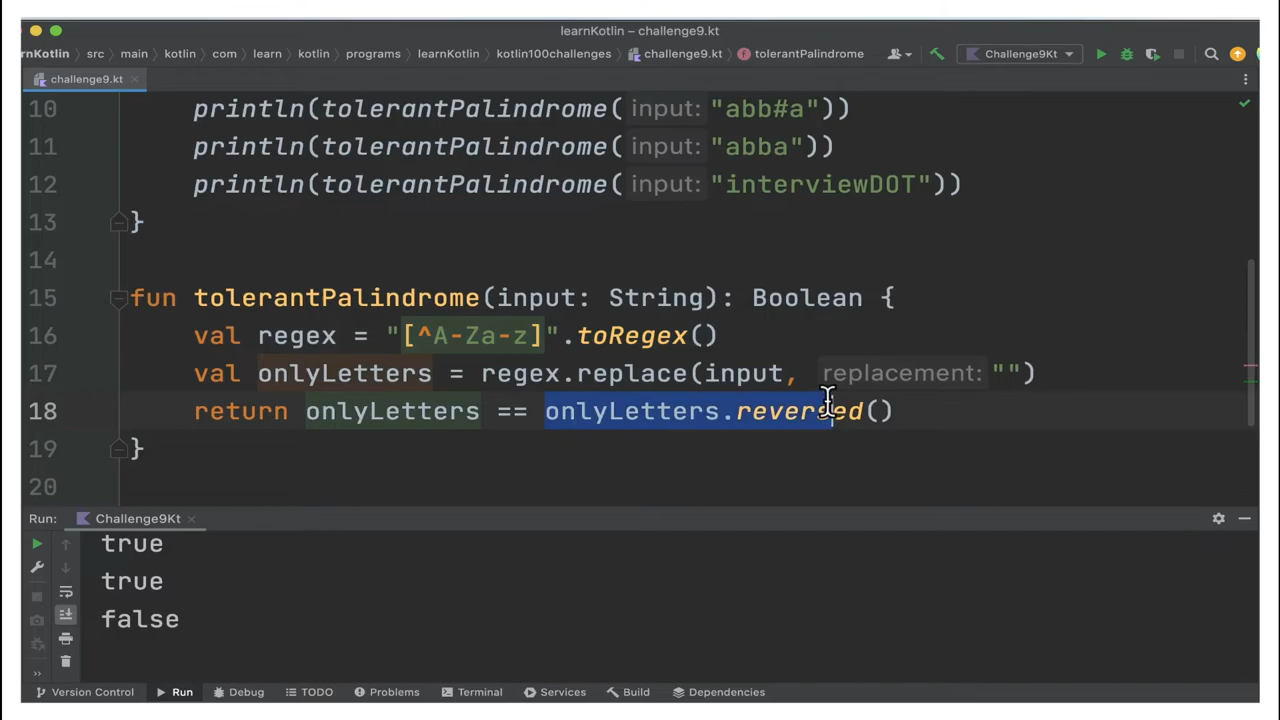 learnKotlin – challenge9.kt
rnKotlin src main kotlin com learn kotlin programs learnKotlin kotlin100challenges challenge9.kt tolerantPalindrome Challenge9Kt
challenge9.kt
10 println(tolerantPalindrome( input: "abb#a"))
11 println(tolerantPalindrome( input: "abba"))
12 println(tolerantPalindrome( input: "interviewDOT"))
13 }
14
15 fun tolerantPalindrome(input: String): Boolean {
16 val regex = "[^A-Za-z]".toRegex()
17 val onlyLetters = regex.replace(input, replacement: "")
18 return onlyLetters == onlyLetters.reversed()
19 }
20
Run: Challenge9Kt
true
true
false
Version Control Run Debug TODO Problems Terminal Services Build Dependencies